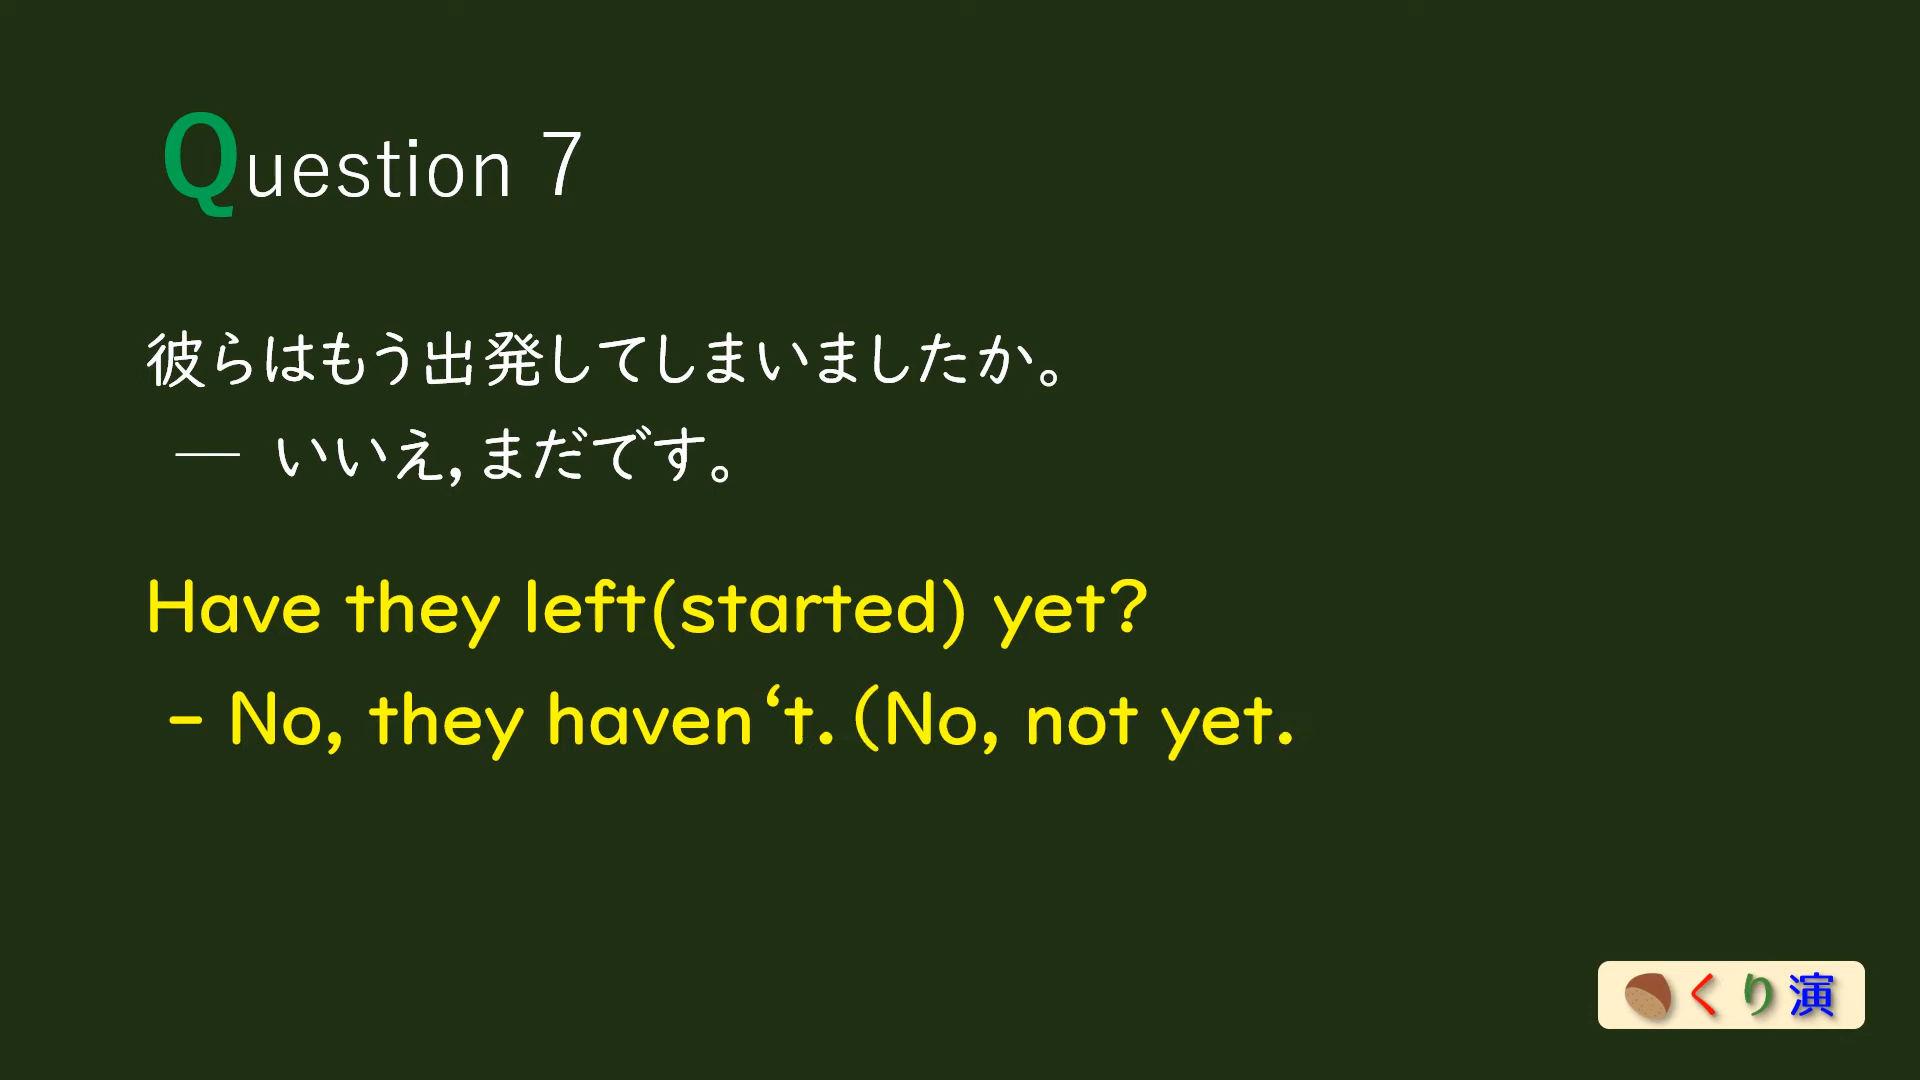 Question 7
彼らはもう出発してしまいましたか。
― いいえ,まだです。
Have they left(started) yet?
– No, they haven‘t. (No, not yet.
くり演